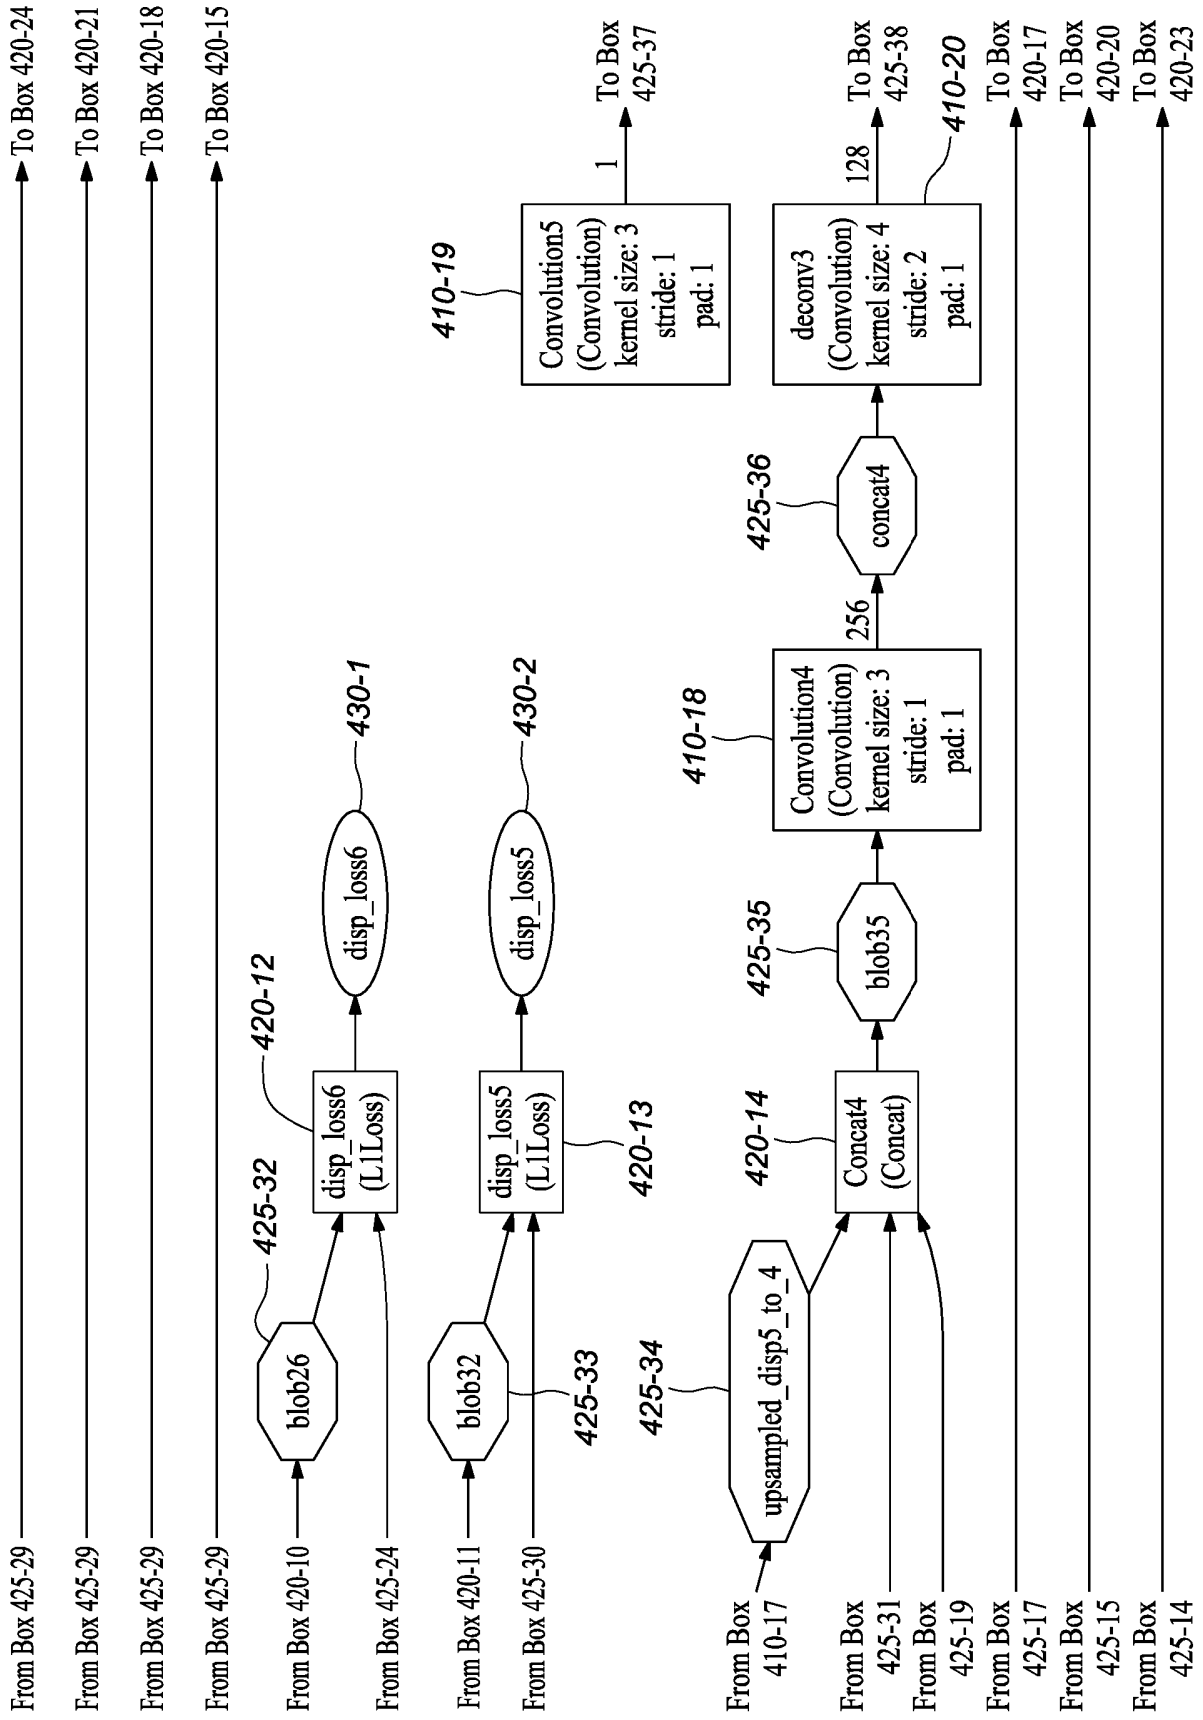 From Box 425-29
To Box 420-24
From Box 425-29
To Box 420-21
From Box 425-29
To Box 420-18
From Box 425-29
To Box 420-15
From Box 420-10
blob26
425-32
From Box 425-24
disp_loss6
(L1Loss)
420-12
disp_loss6
430-1
From Box 420-11
blob32
425-33
From Box 425-30
disp_loss5
(L1Loss)
420-13
disp_loss5
430-2
410-19
Convolution5
(Convolution)
kernel size: 3
stride: 1
pad: 1
1
To Box
425-37
From Box
410-17
425-34
upsampled_disp5_to_4
From Box
425-31
From Box
425-19
420-14
Concat4
(Concat)
425-35
blob35
410-18
Convolution4
(Convolution)
kernel size: 3
stride: 1
pad: 1
256
425-36
concat4
deconv3
(Convolution)
kernel size: 4
stride: 2
pad: 1
128
410-20
To Box
425-38
From Box
425-17
To Box
420-17
From Box
425-15
To Box
420-20
From Box
425-14
To Box
420-23